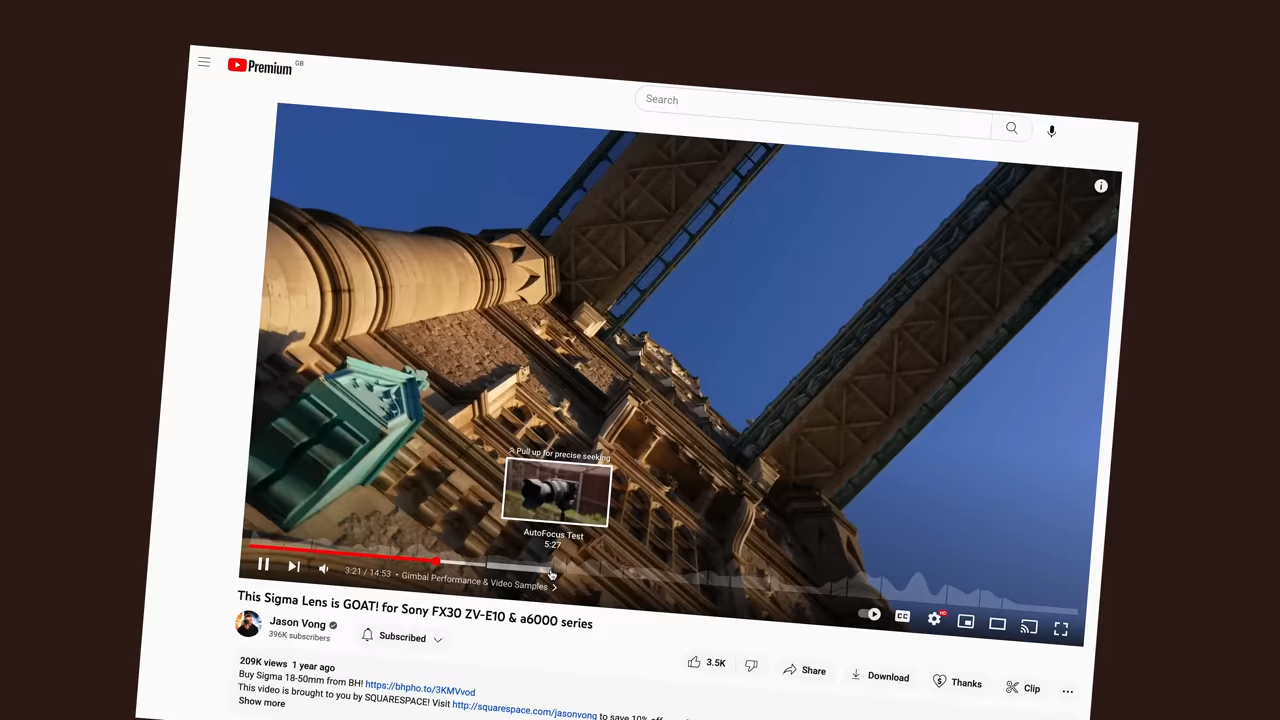 Premium GB
Search
Pull up for precise seeking
AutoFocus Test
5:27
3:21 / 14:53 • Gimbal Performance & Video Samples
CC
HD
This Sigma Lens is GOAT! for Sony FX30 ZV-E10 & a6000 series
Jason Vong
396K subscribers
Subscribed
3.5K
Share
Download
Thanks
Clip
209K views 1 year ago
Buy Sigma 18-50mm from BH! https://bhpho.to/3KMVvod
This video is brought to you by SQUARESPACE! Visit http://squarespace.com/jasonvong to save 10% off
Show more